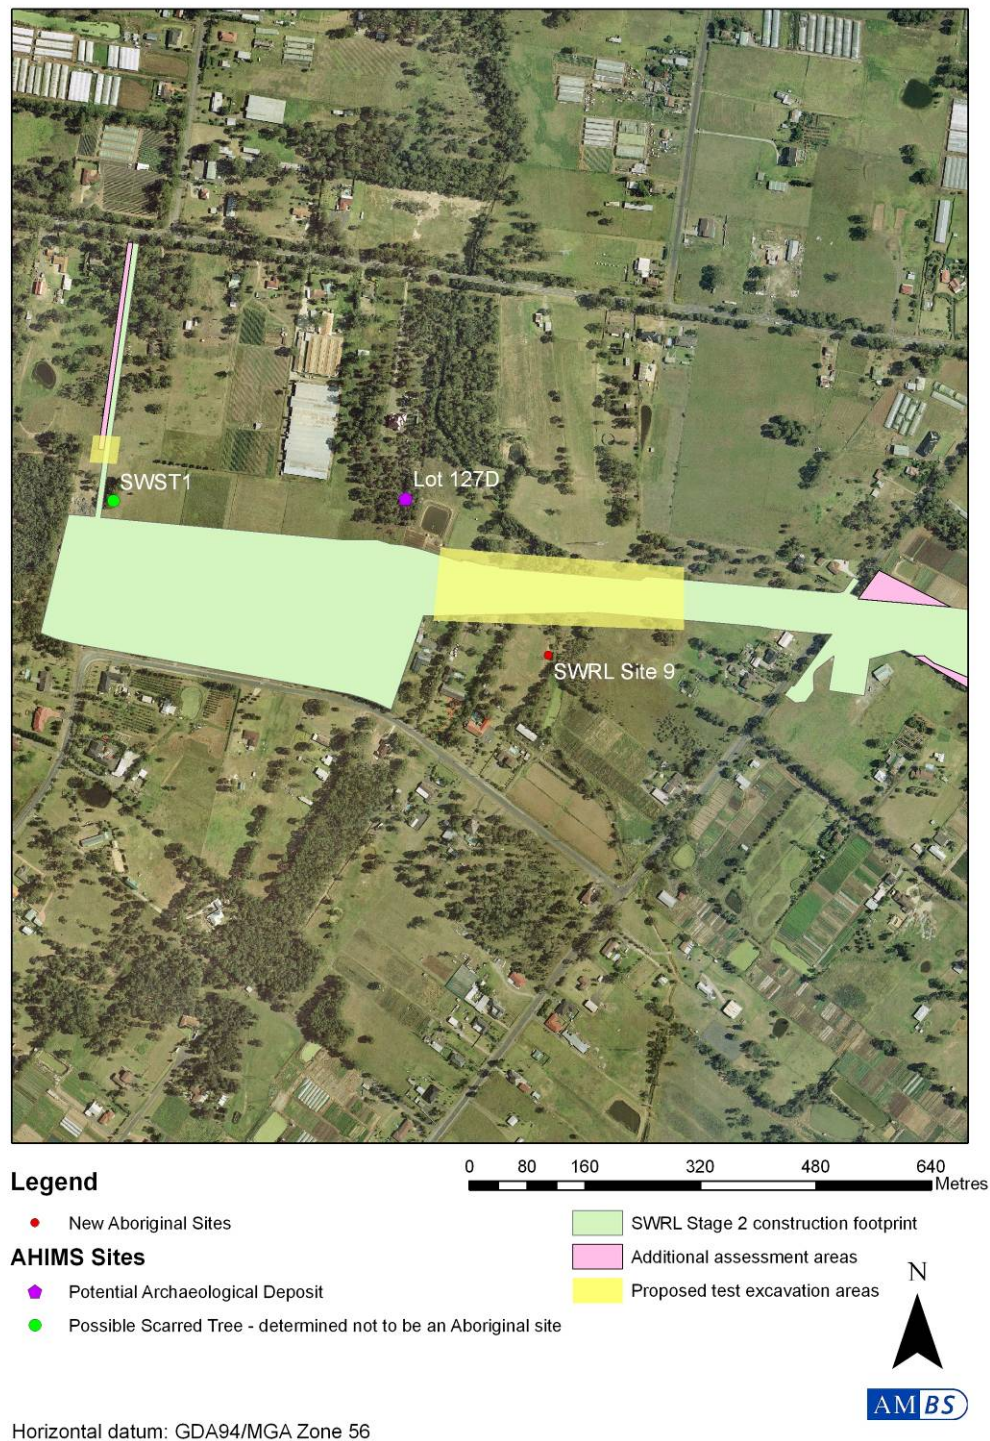 SWST1
Lot 127D
SWRL Site 9
Legend
0 80 160 320 480 640
Metres
New Aboriginal Sites
AHIMS Sites
Potential Archaeological Deposit
Possible Scarred Tree - determined not to be an Aboriginal site
SWRL Stage 2 construction footprint
Additional assessment areas
Proposed test excavation areas
N
AMBS
Horizontal datum: GDA94/MGA Zone 56